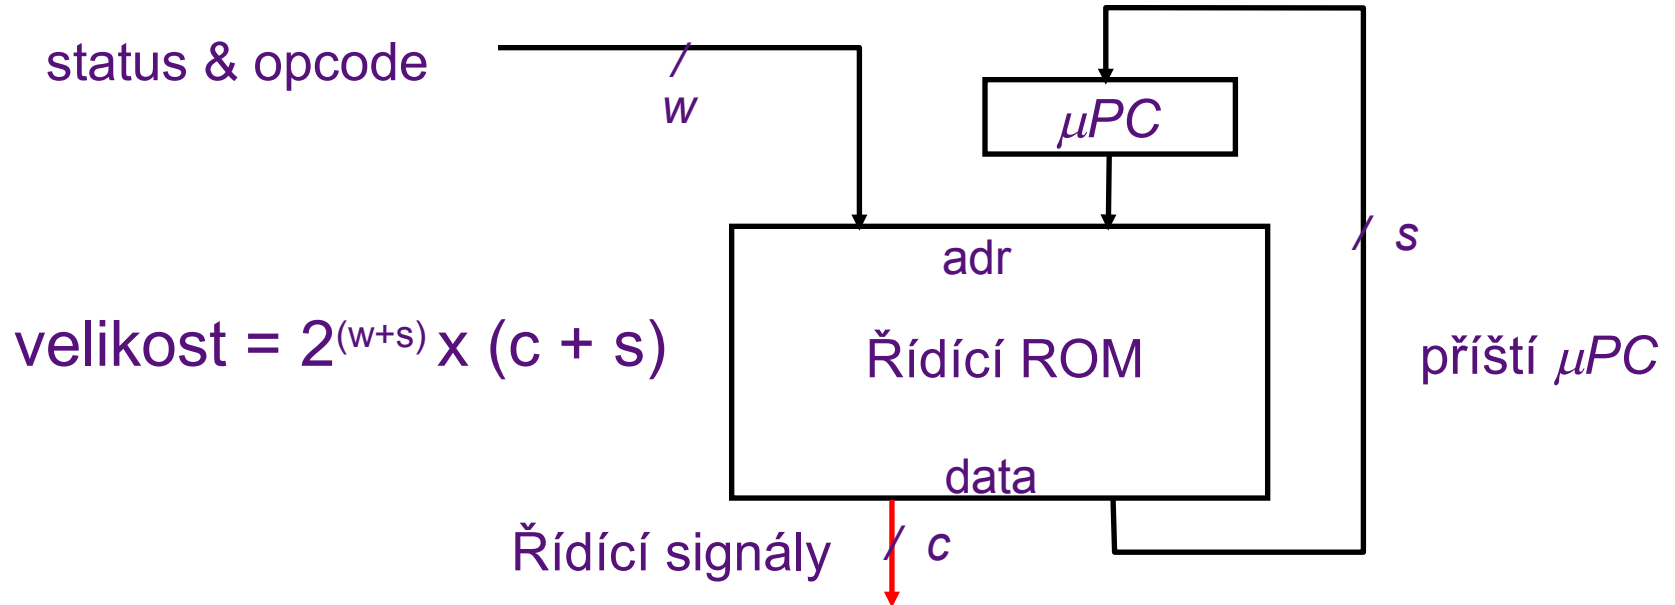 status & opcode
/
w
μPC
/ s
adr
velikost = 2^(w+s) x (c + s)
Řídící ROM
příští μPC
data
Řídící signály
/ c